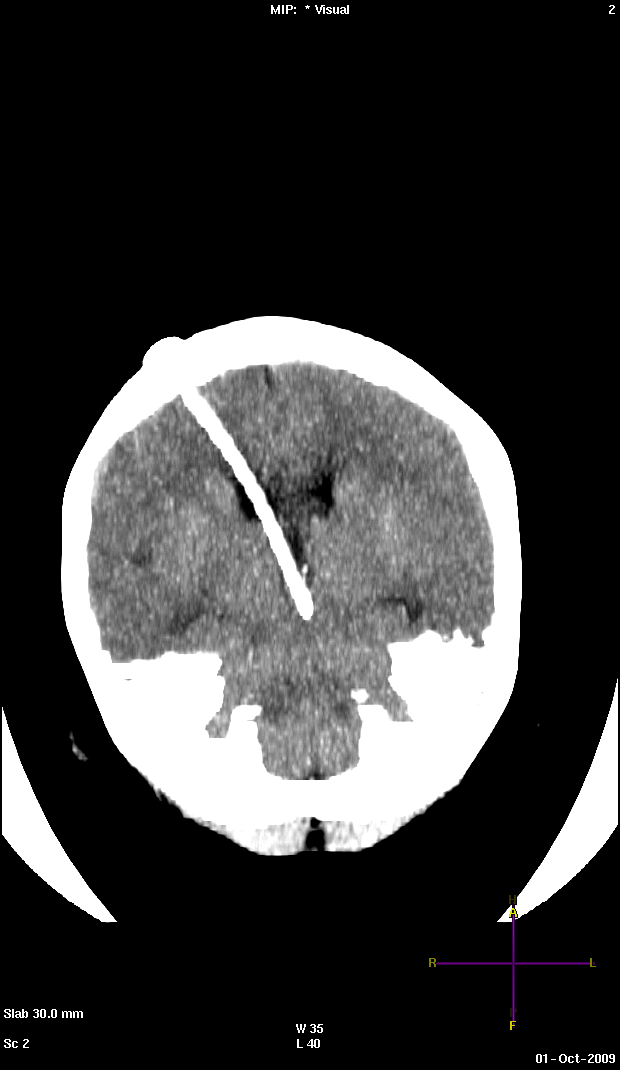 MIP: * Visual
2
H
A
R
L
F
Slab 30.0 mm
W 35
Sc 2
L 40
01-Oct-2009